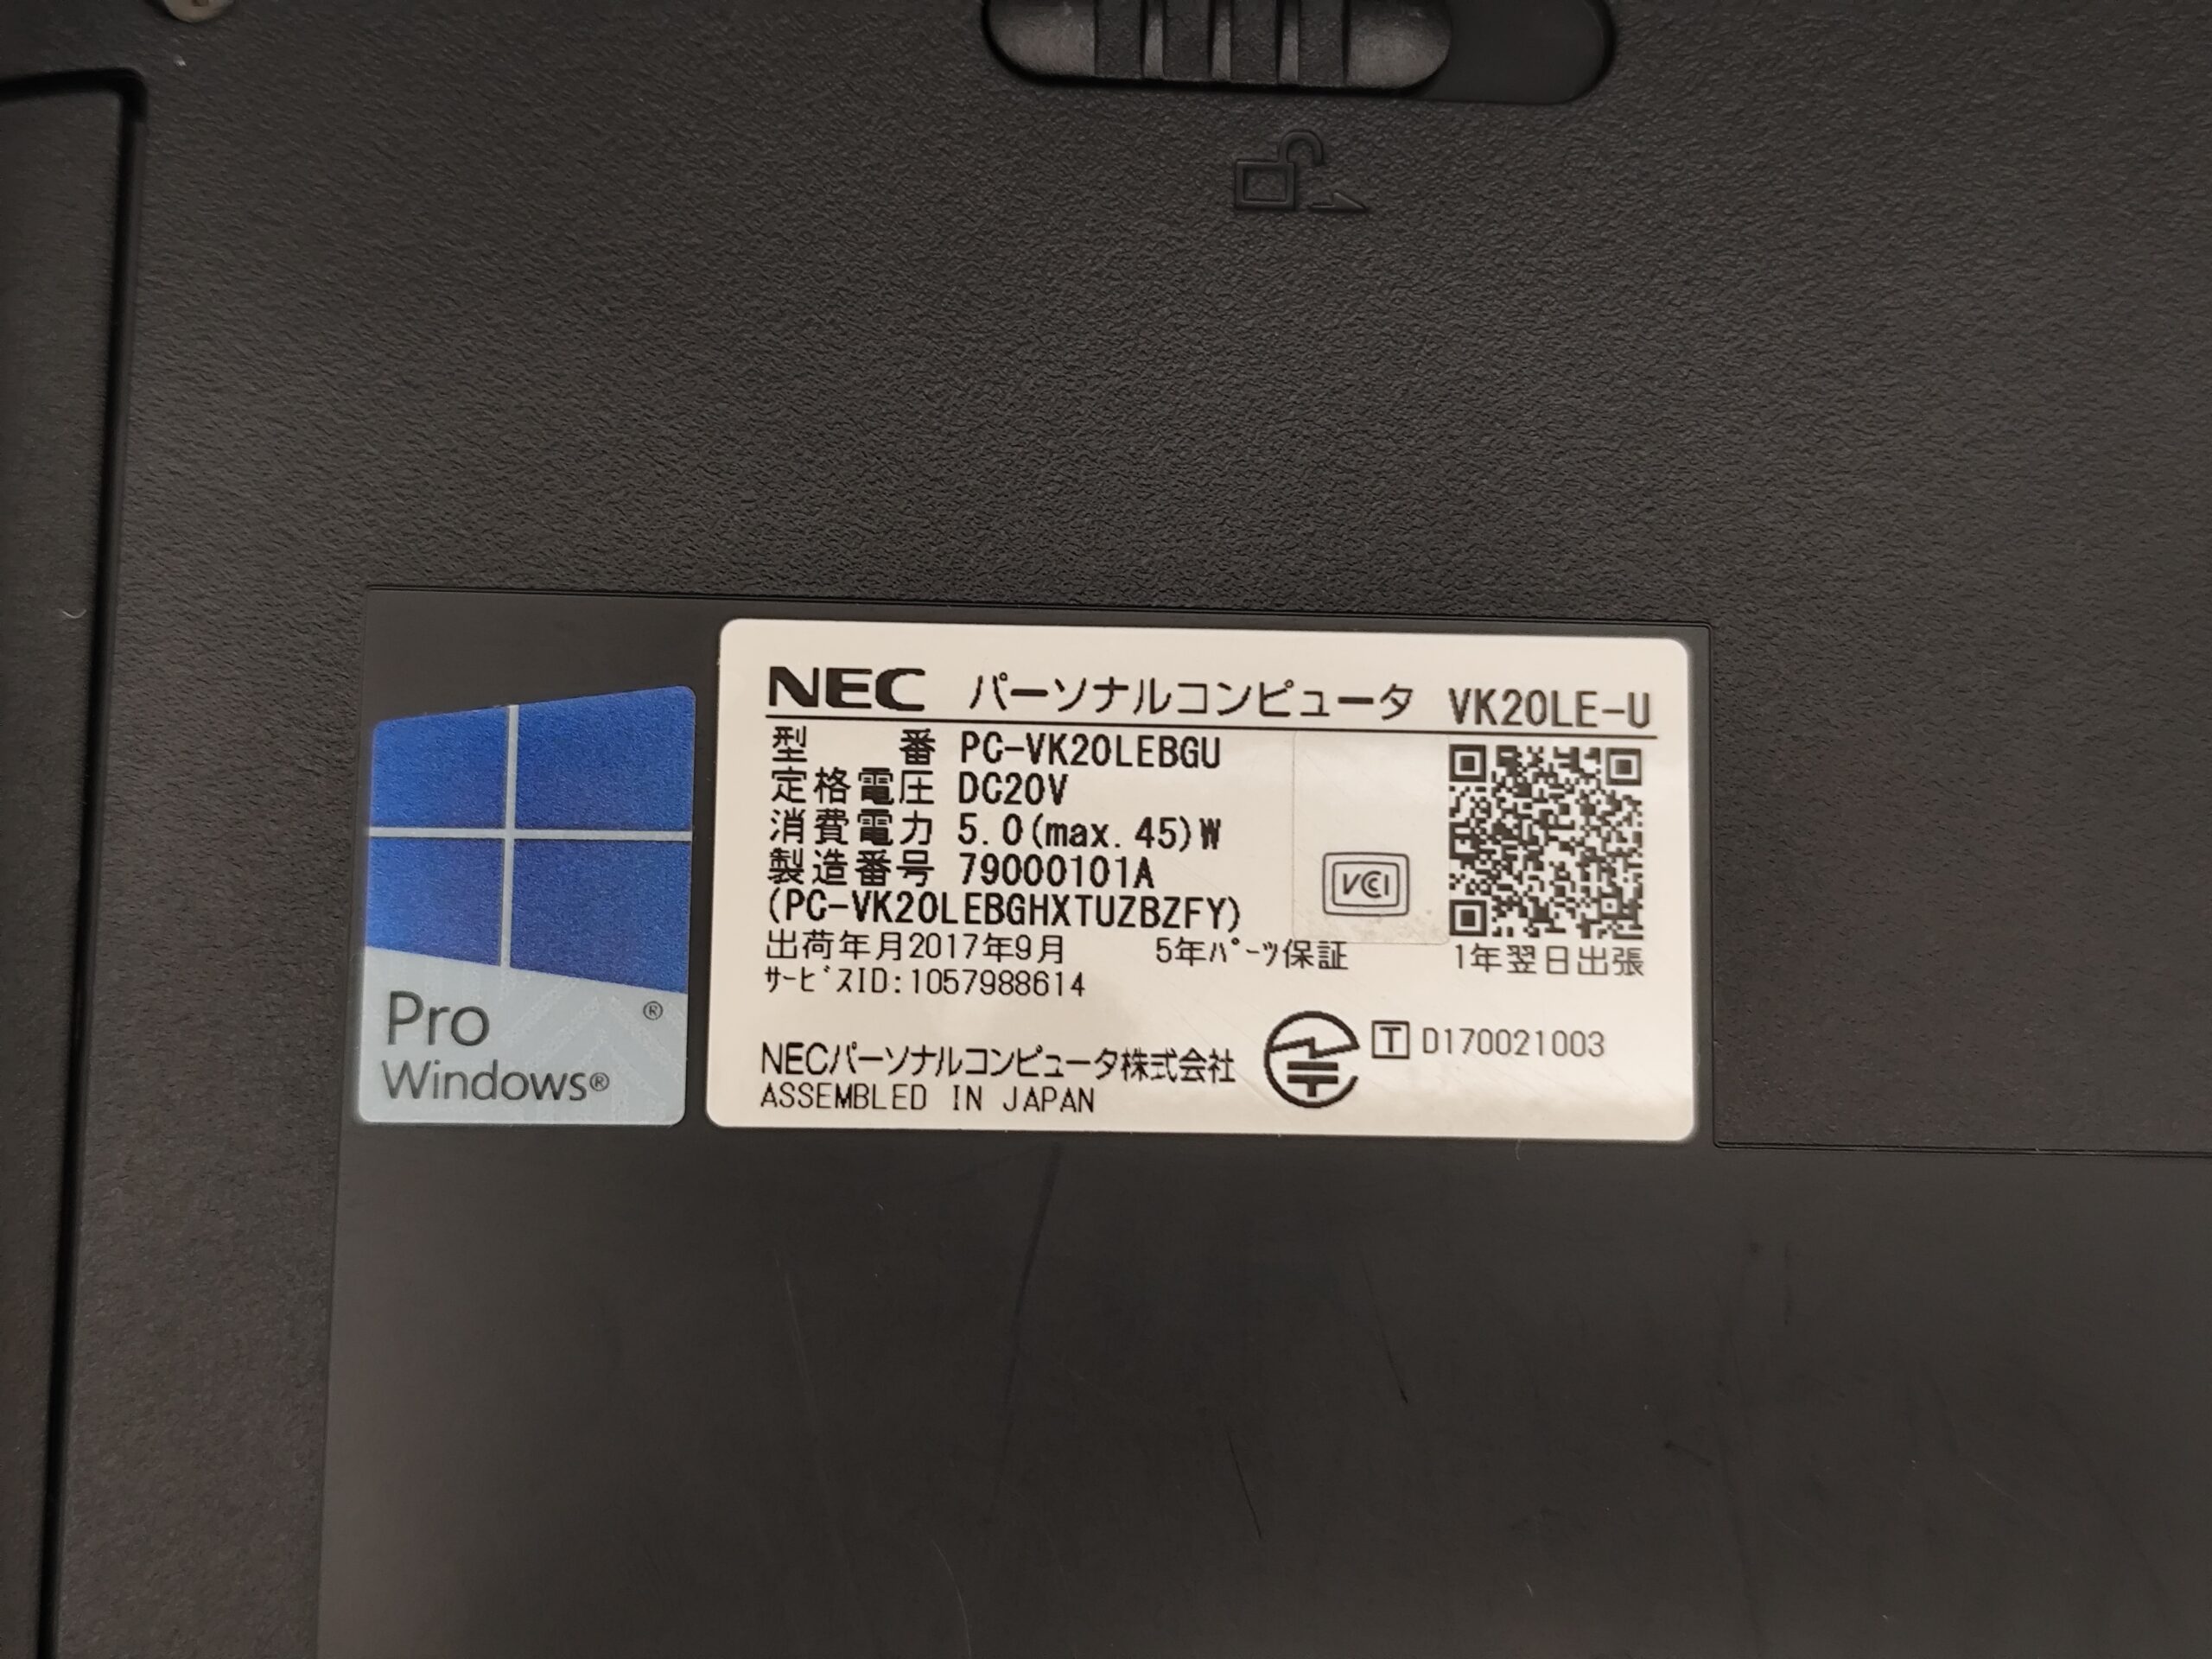 NEC パーソナルコンピュータ VK20LE-U
型 番 PC-VK20LEBGU
定格電圧 DC20V
消費電力 5.0(max.45)W
製造番号 79000101A
(PC-VK20LEBGHXTUZBZFY)
VCCI
出荷年月2017年9月 5年ﾊﾟｰﾂ保証 1年翌日出張
ｻｰﾋﾞｽID:1057988614
T D170021003
NECパーソナルコンピュータ株式会社
ASSEMBLED IN JAPAN
Pro ®
Windows®